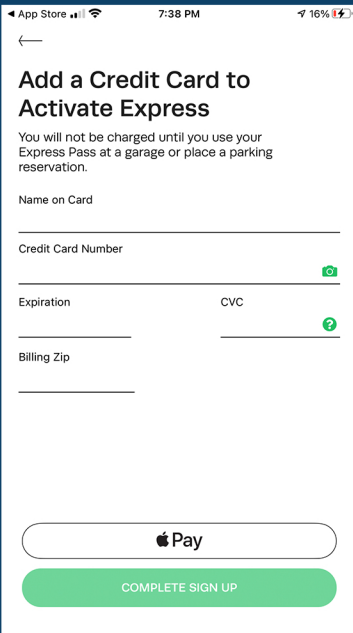 App Store
7:38 PM
16%
Add a Credit Card to
Activate Express
You will not be charged until you use your
Express Pass at a garage or place a parking
reservation.
Name on Card
Credit Card Number
Expiration
CVC
?
Billing Zip
Pay
COMPLETE SIGN UP